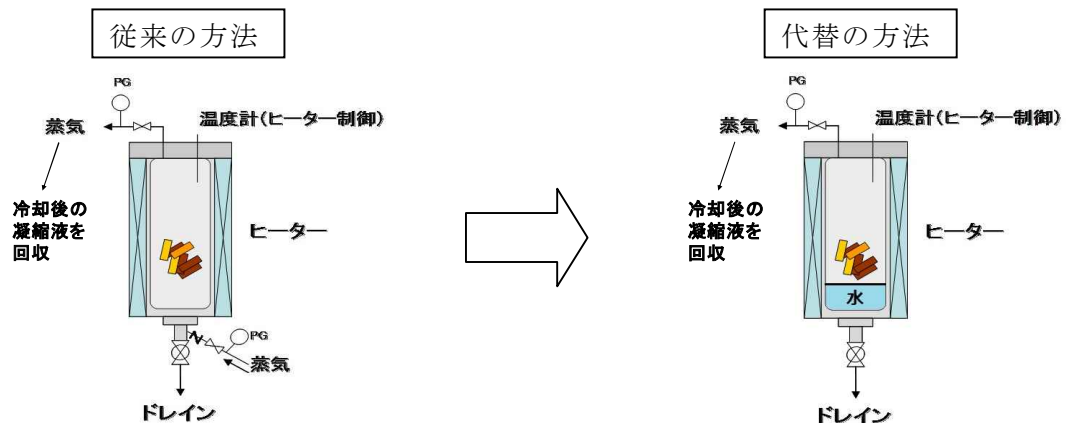 従来の方法
PG
蒸気
温度計(ヒーター制御)
冷却後の
凝縮液を
回収
ヒーター
PG
蒸気
ドレイン
代替の方法
PG
蒸気
温度計(ヒーター制御)
冷却後の
凝縮液を
回収
ヒーター
水
ドレイン